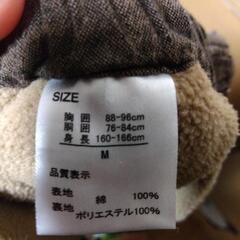 SIZE
胸囲 88-96cm
胴囲 76-84cm
身長 160-166cm
M
品質表示
表地 綿 100%
裏地 ポリエステル100%